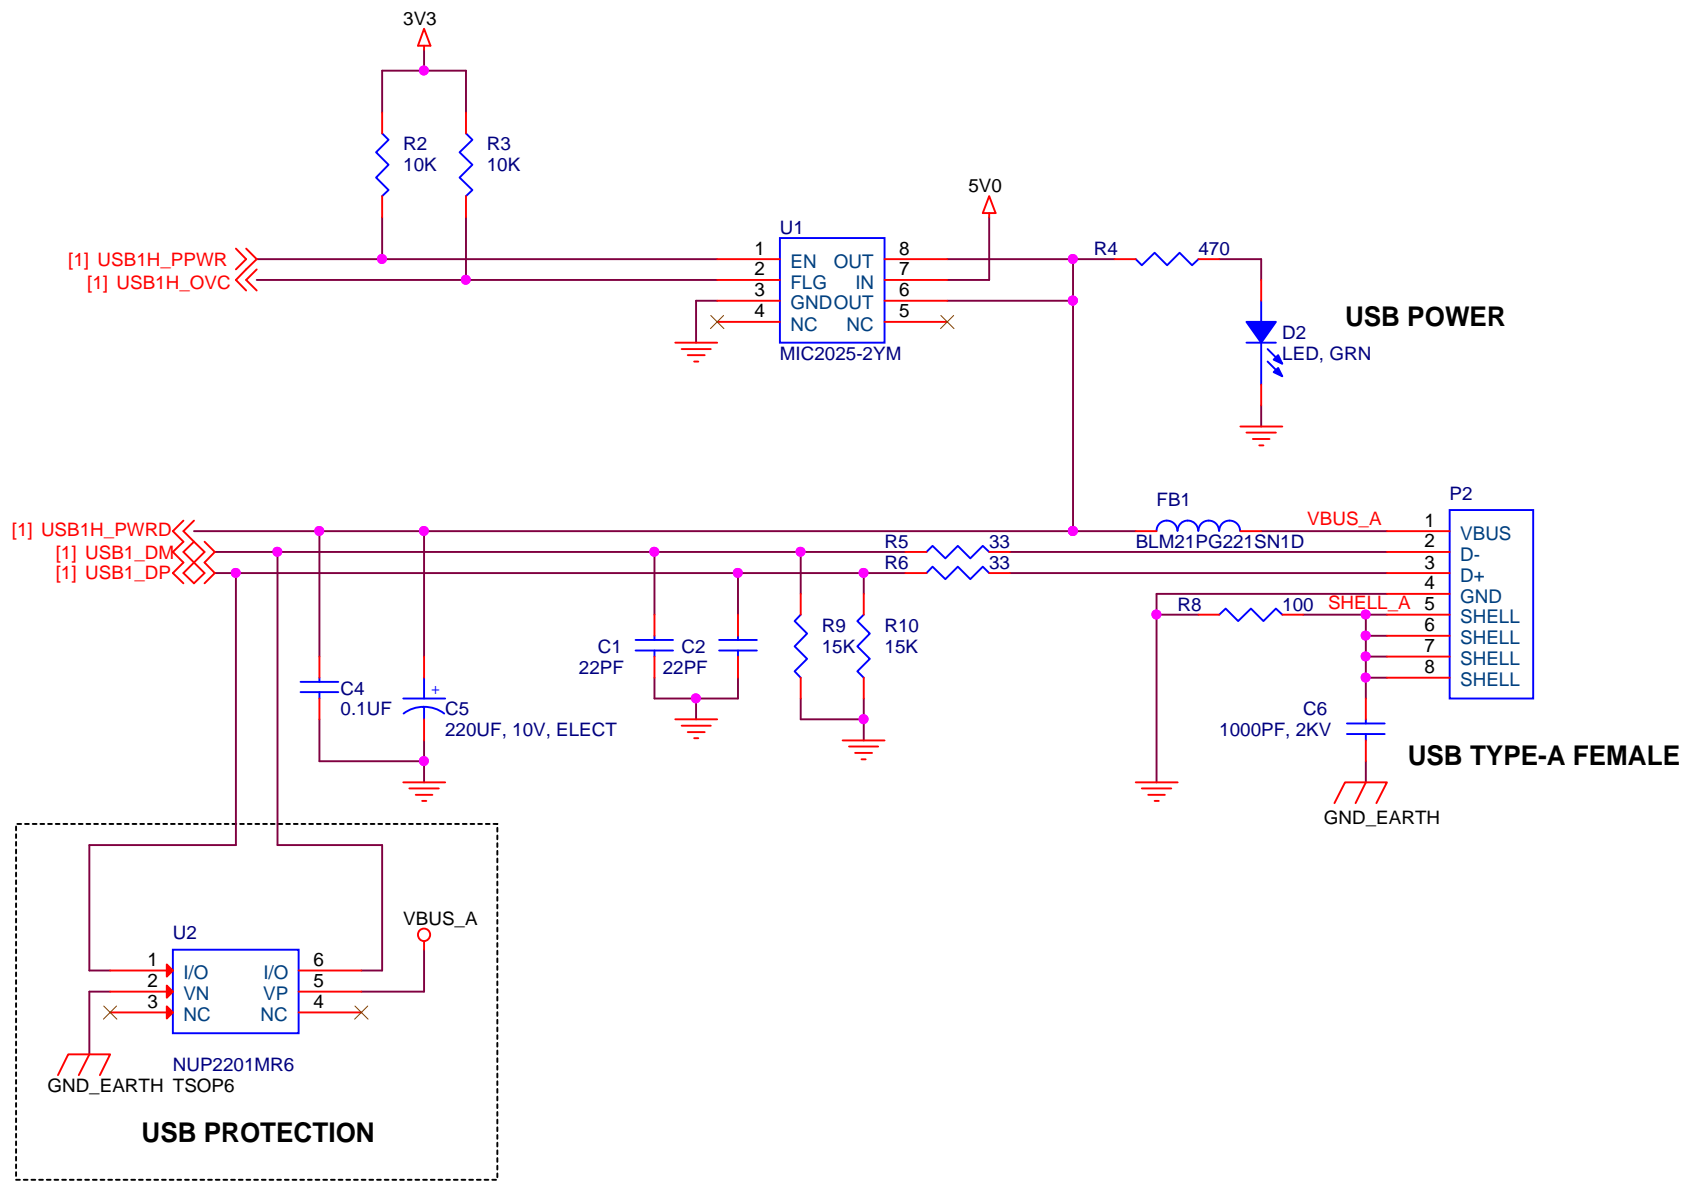 3V3
R2
10K
R3
10K
5V0
[1] USB1H_PPWR
[1] USB1H_OVC
U1
1
2
3
4
EN
FLG
GND
NC
OUT
IN
OUT
NC
8
7
6
5
MIC2025-2YM
R4
470
D2
LED, GRN
USB POWER
[1] USB1H_PWRD
[1] USB1_DM
[1] USB1_DP
R5
33
R6
33
FB1
BLM21PG221SN1D
VBUS_A
P2
1
2
3
4
5
6
7
8
VBUS
D-
D+
GND
SHELL
SHELL
SHELL
SHELL
R8
100
SHELL_A
C1
22PF
C2
22PF
R9
15K
R10
15K
C4
0.1UF
+
C5
220UF, 10V, ELECT
C6
1000PF, 2KV
GND_EARTH
USB TYPE-A FEMALE
VBUS_A
U2
1
2
3
I/O
VN
NC
I/O
VP
NC
6
5
4
NUP2201MR6
GND_EARTH
TSOP6
USB PROTECTION